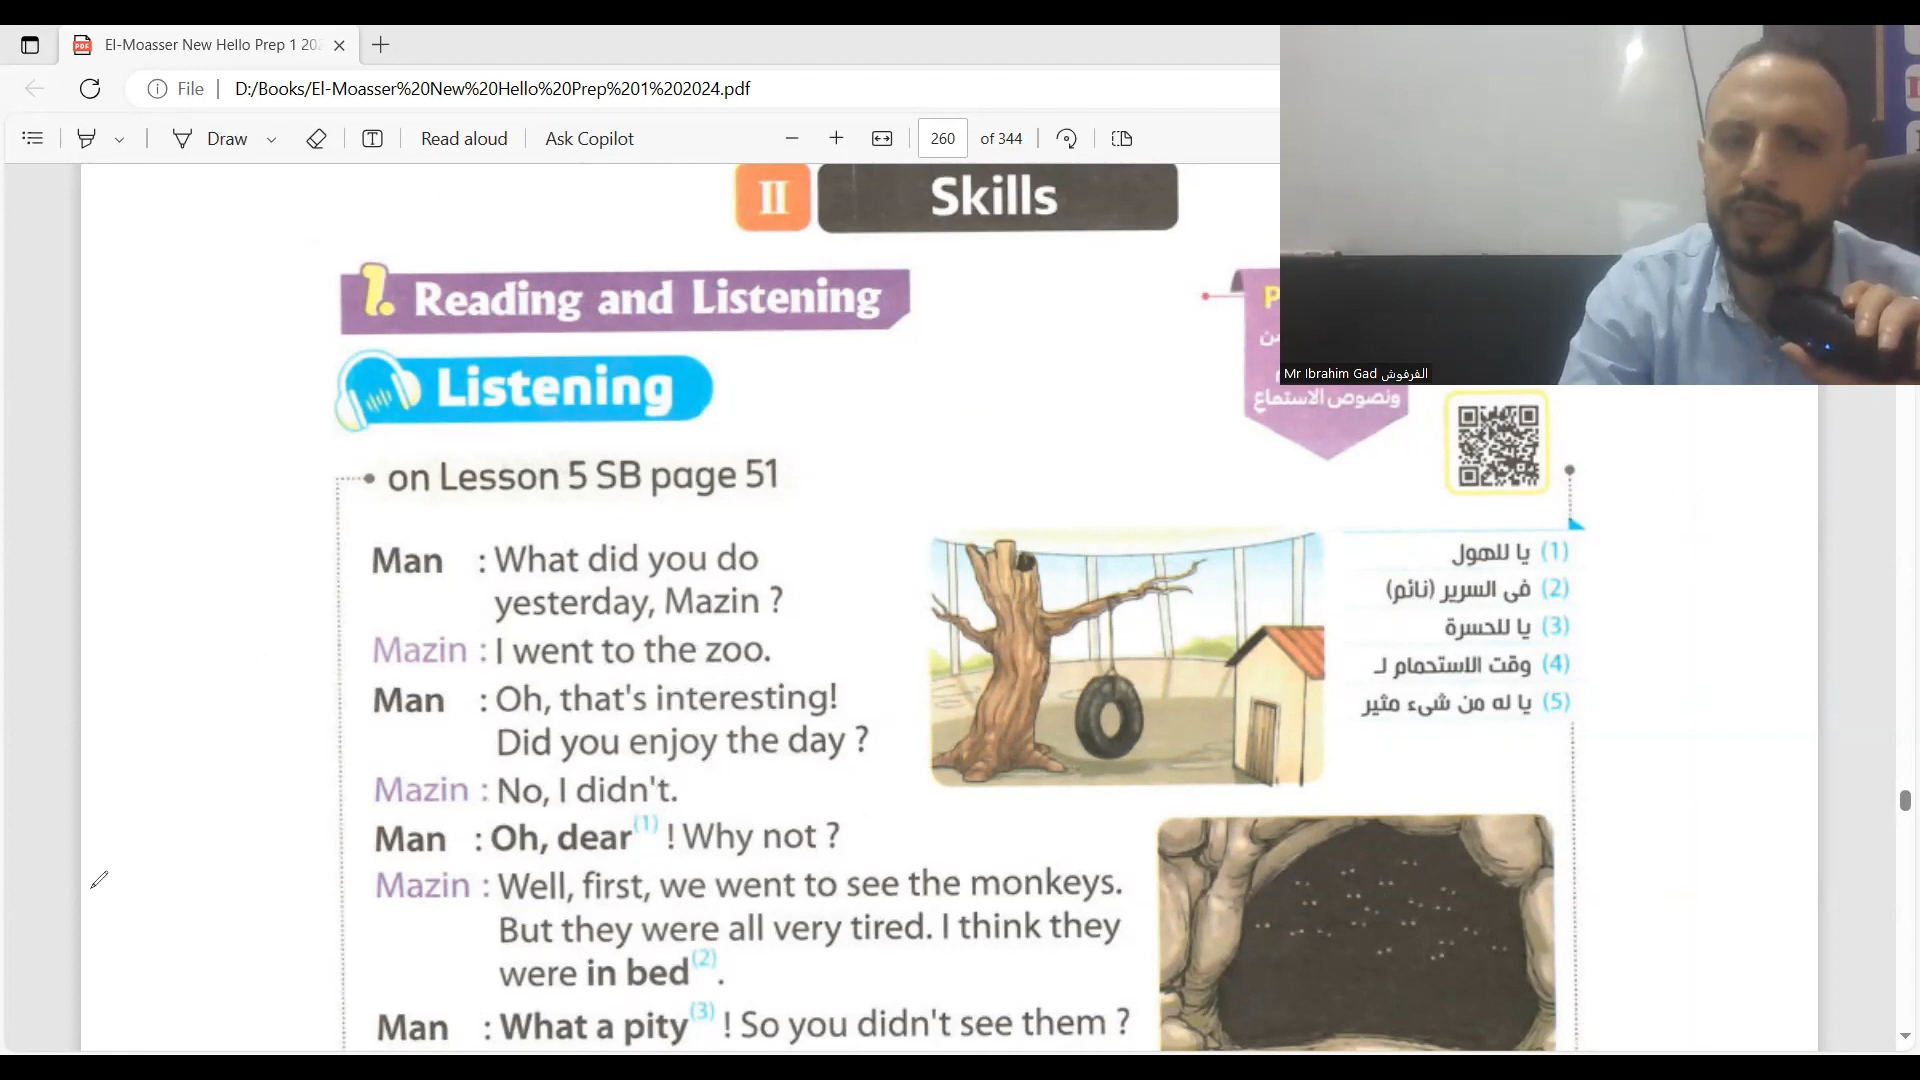 El-Moasser New Hello Prep 1 202
File
D:/Books/El-Moasser%20New%20Hello%20Prep%201%202024.pdf
Draw
Read aloud
Ask Copilot
260
of 344
II
Skills
1. Reading and Listening
Listening
ونصوص الاستماع
Mr Ibrahim Gad الفرفوش
on Lesson 5 SB page 51
Man : What did you do
yesterday, Mazin ?
Mazin : I went to the zoo.
Man : Oh, that's interesting!
Did you enjoy the day ?
Mazin : No, I didn't.
Man : Oh, dear(1) ! Why not ?
Mazin : Well, first, we went to see the monkeys.
But they were all very tired. I think they
were in bed(2).
Man : What a pity(3) ! So you didn't see them ?
(1) يا للهول
(2) فى السرير (نائم)
(3) يا للحسرة
(4) وقت الاستحمام لـ
(5) يا له من شىء مثير